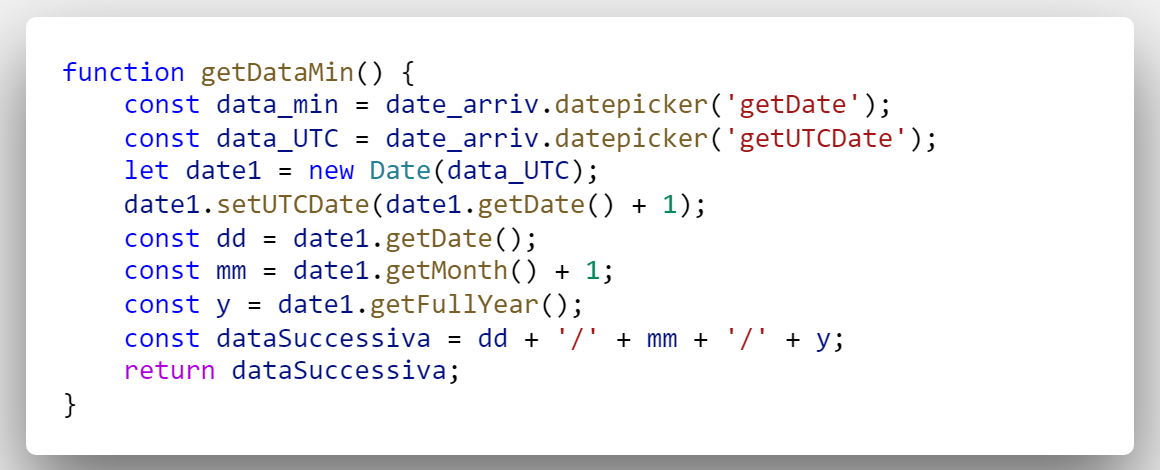 function getDataMin() {
    const data_min = date_arriv.datepicker('getDate');
    const data_UTC = date_arriv.datepicker('getUTCDate');
    let date1 = new Date(data_UTC);
    date1.setUTCDate(date1.getDate() + 1);
    const dd = date1.getDate();
    const mm = date1.getMonth() + 1;
    const y = date1.getFullYear();
    const dataSuccessiva = dd + '/' + mm + '/' + y;
    return dataSuccessiva;
}